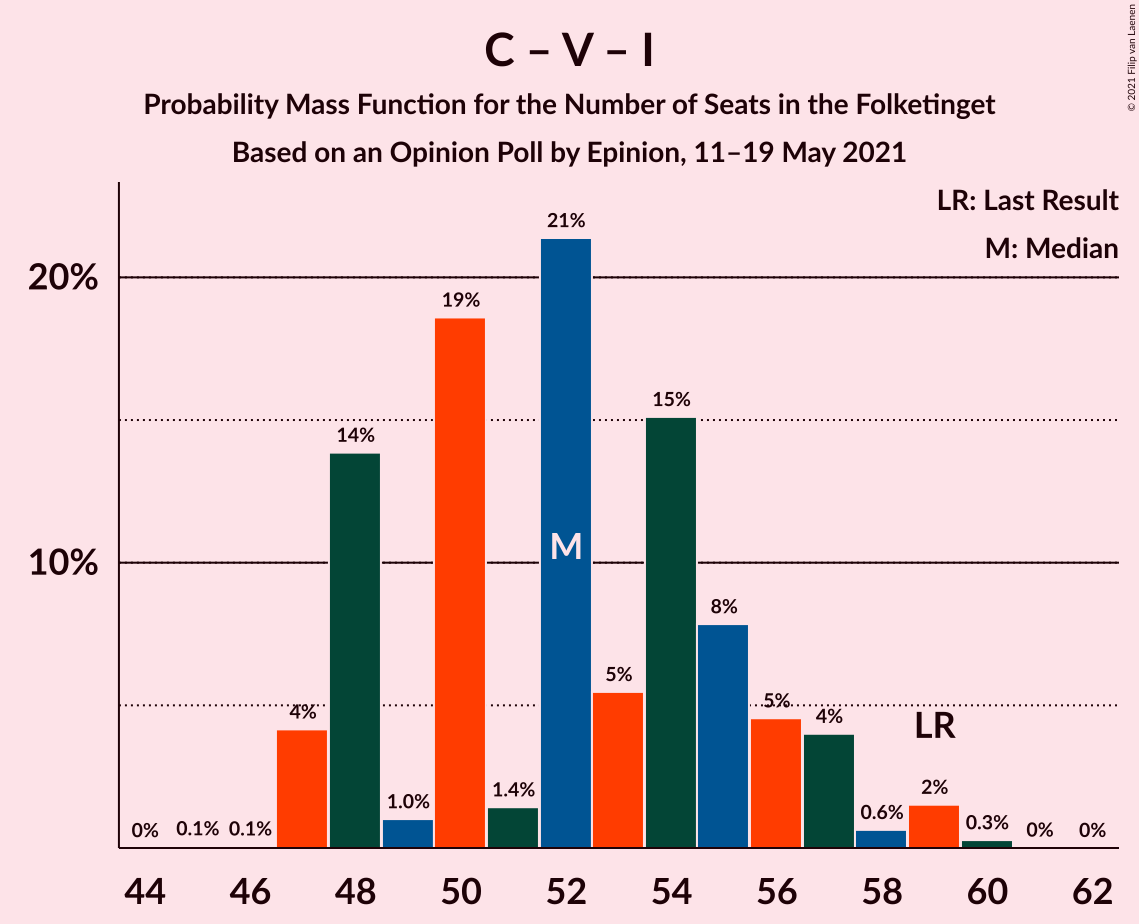 C – V – I
Probability Mass Function for the Number of Seats in the Folketinget
Based on an Opinion Poll by Epinion, 11–19 May 2021
© 2021 Filip van Laenen
LR: Last Result
M: Median
20%
10%
0%
0.1%
0.1%
4%
14%
1.0%
19%
1.4%
21%
M
5%
15%
8%
5%
4%
0.6%
LR
2%
0.3%
0%
0%
44 46 48 50 52 54 56 58 60 62